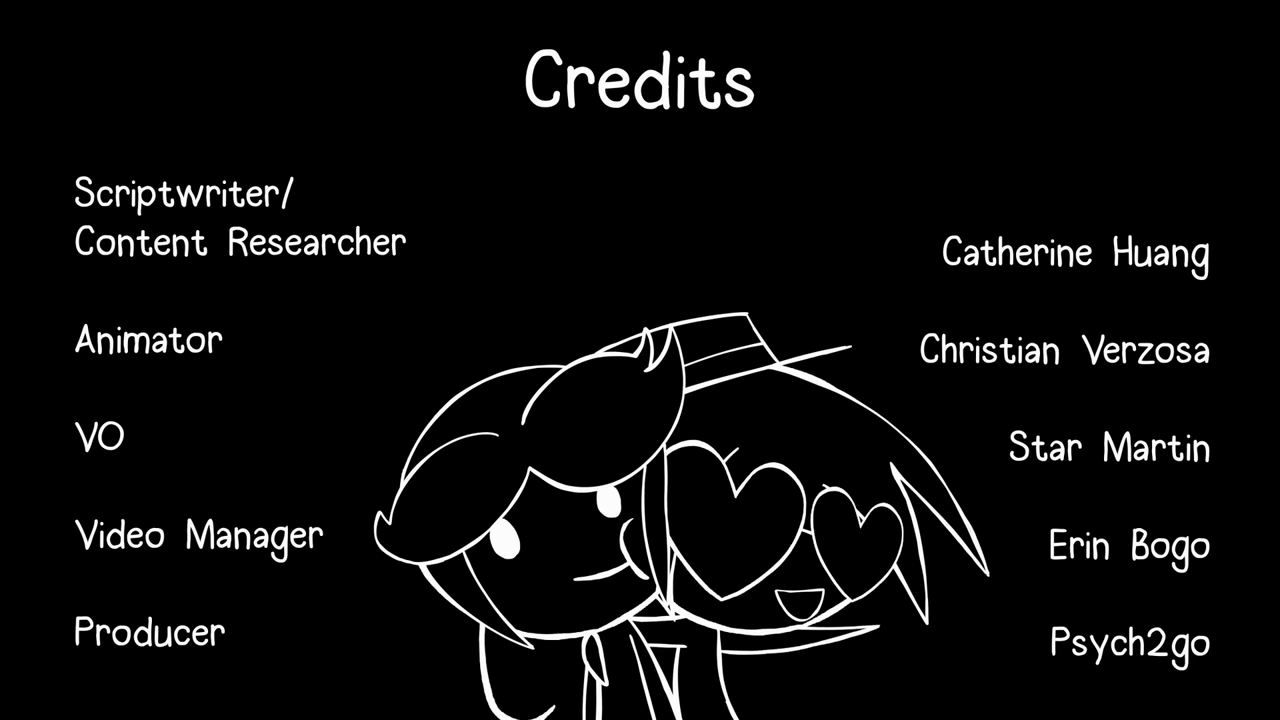 Credits
Scriptwriter/
Content Researcher
Catherine Huang
Animator
Christian Verzosa
VO
Star Martin
Video Manager
Erin Bogo
Producer
Psych2go